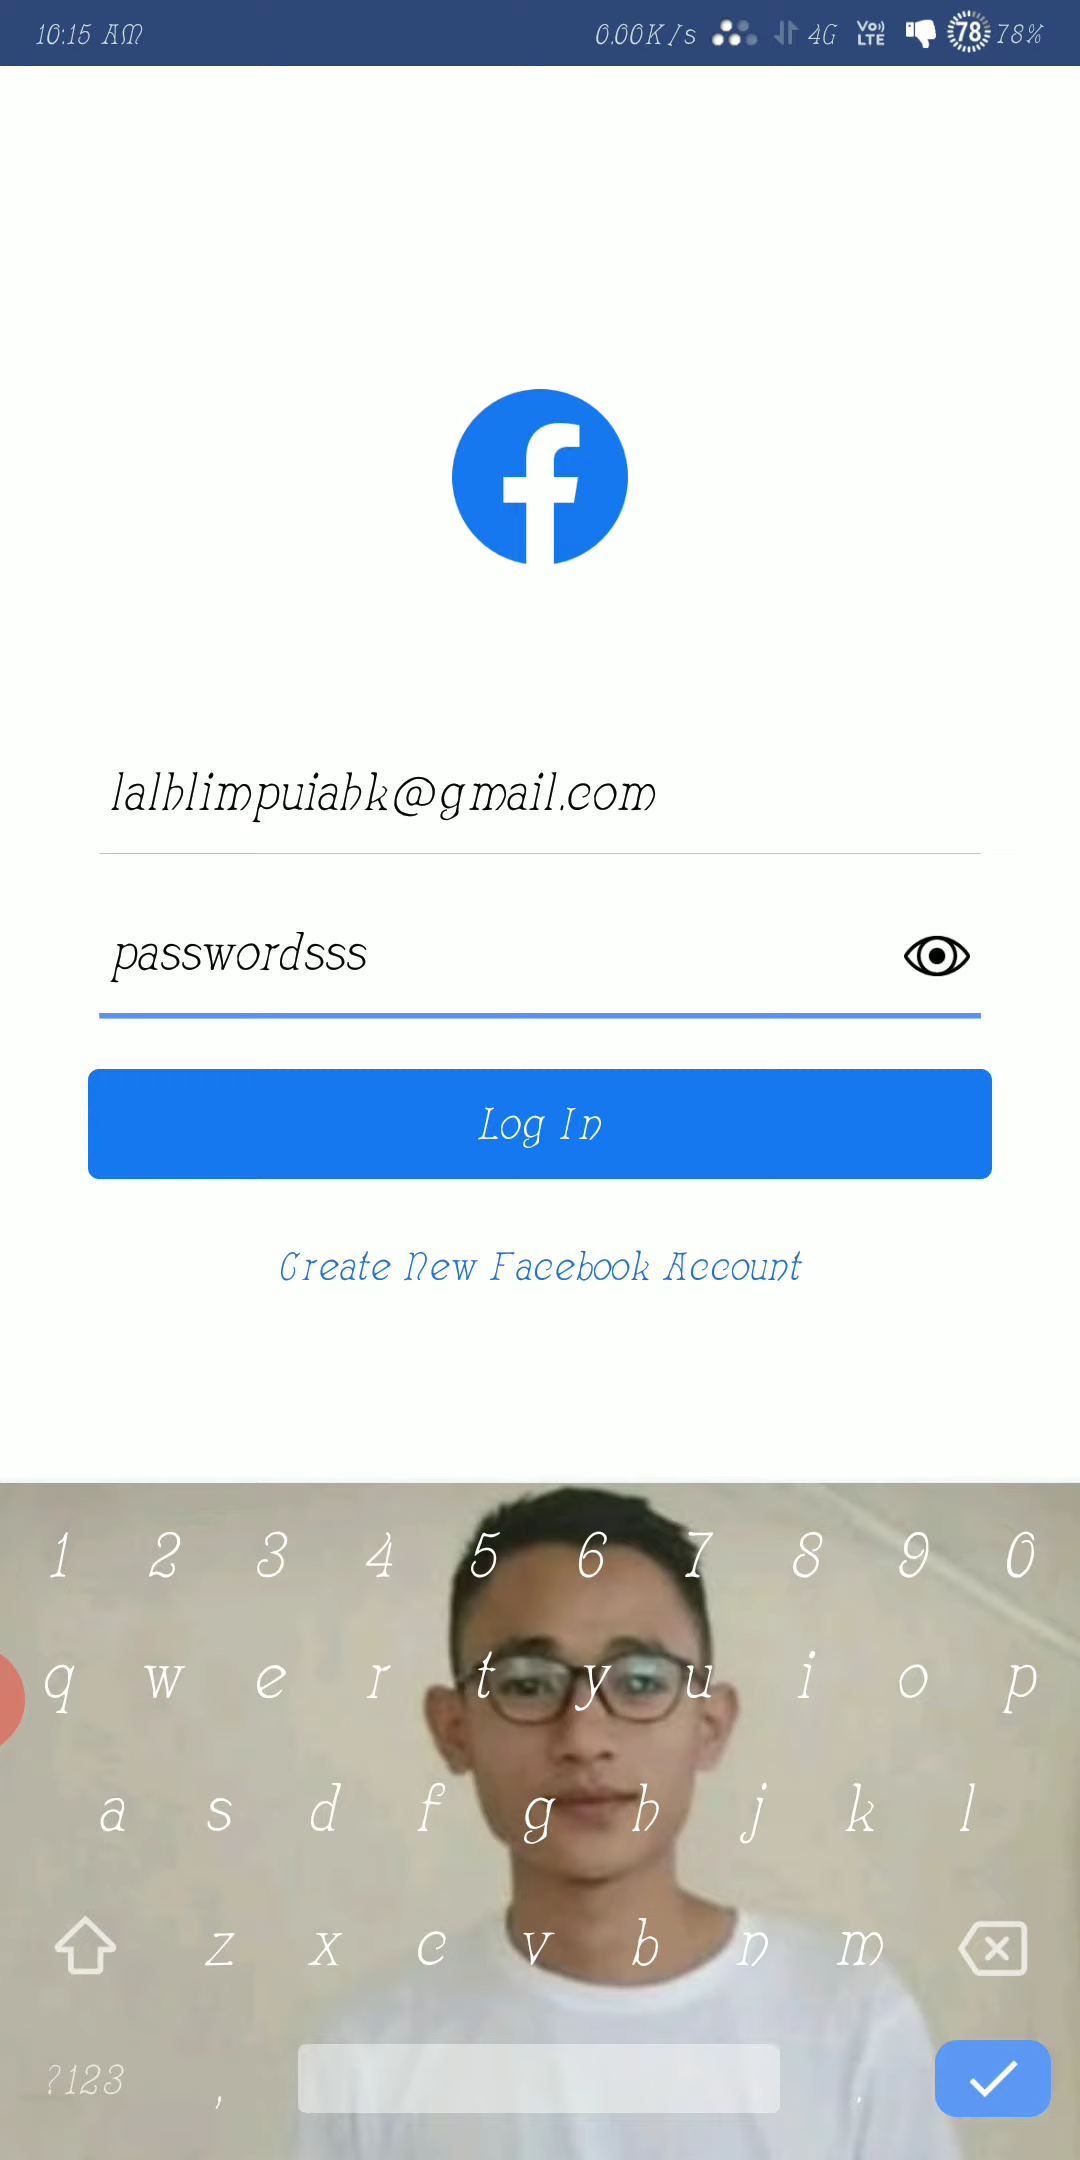 10:15 AM 0.00K/s 4G Vo)) LTE 78 78%
lalhlimpuiahk@gmail.com
passwordsss
Log In
Create New Facebook Account
1 2 3 4 5 6 7 8 9 0
q w e r t y u i o p
a s d f g h j k l
z x c v b n m
?123 , .